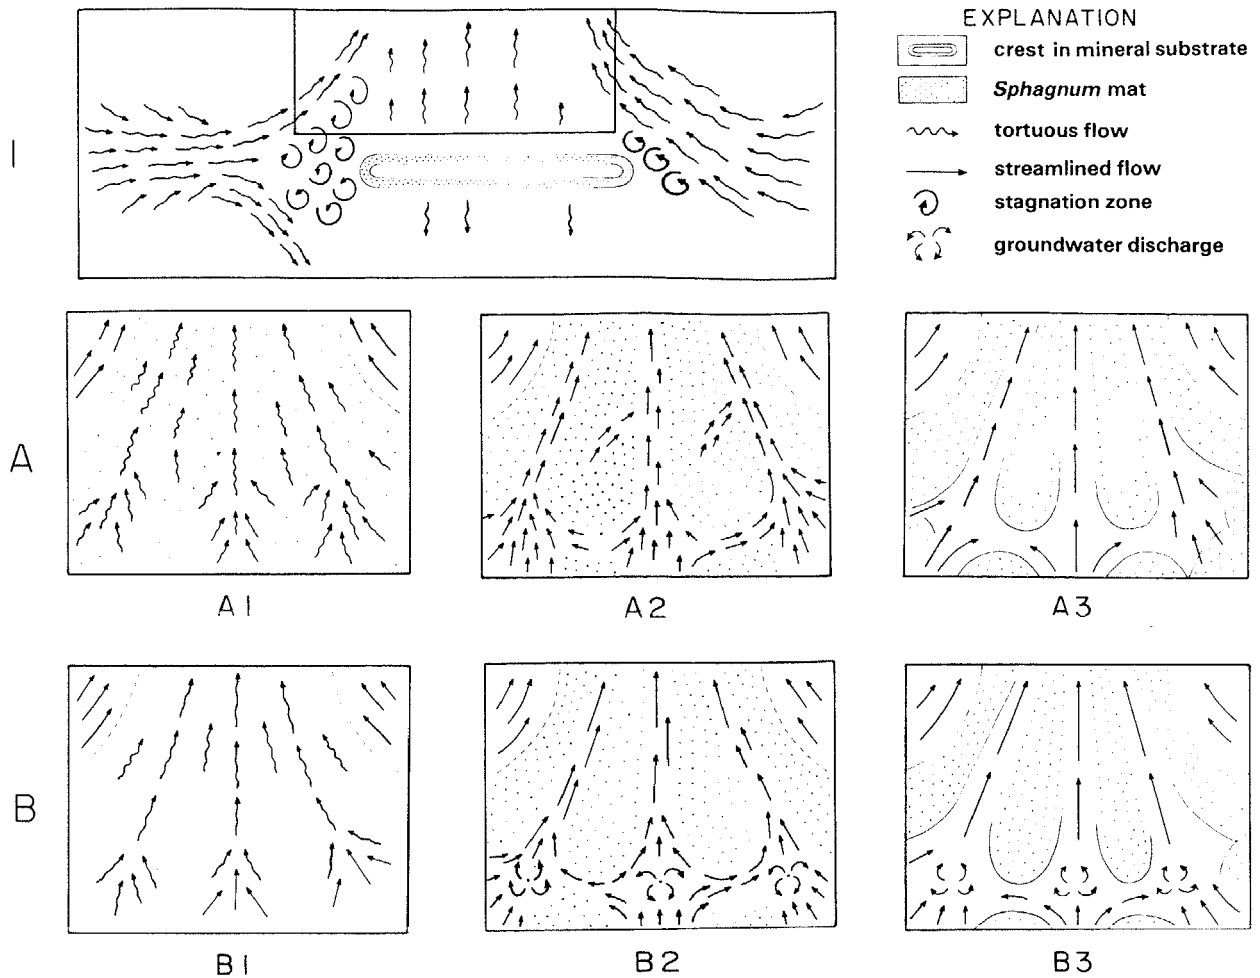 EXPLANATION
crest in mineral substrate
Sphagnum mat
tortuous flow
streamlined flow
stagnation zone
groundwater discharge
I
A
A1
A2
A3
B
B1
B2
B3